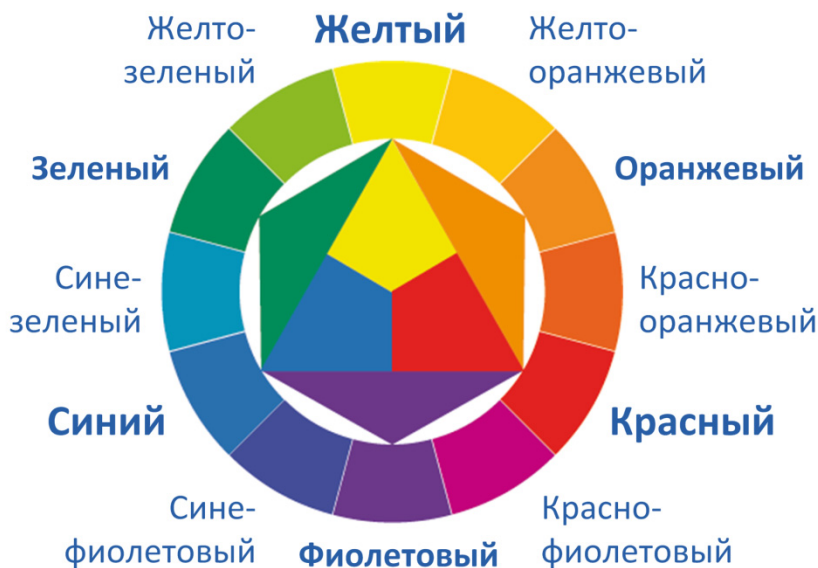 Желто-
зеленый
Желтый
Желто-
оранжевый
Зеленый
Оранжевый
Сине-
зеленый
Красно-
оранжевый
Синий
Красный
Сине-
фиолетовый
Фиолетовый
Красно-
фиолетовый